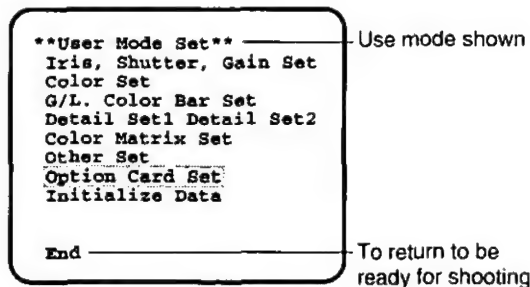 **User Mode Set**
Use mode shown
Iris, Shutter, Gain Set
Color Set
G/L. Color Bar Set
Detail Set1 Detail Set2
Color Matrix Set
Other Set
Option Card Set
Initialize Data
End
To return to be
ready for shooting